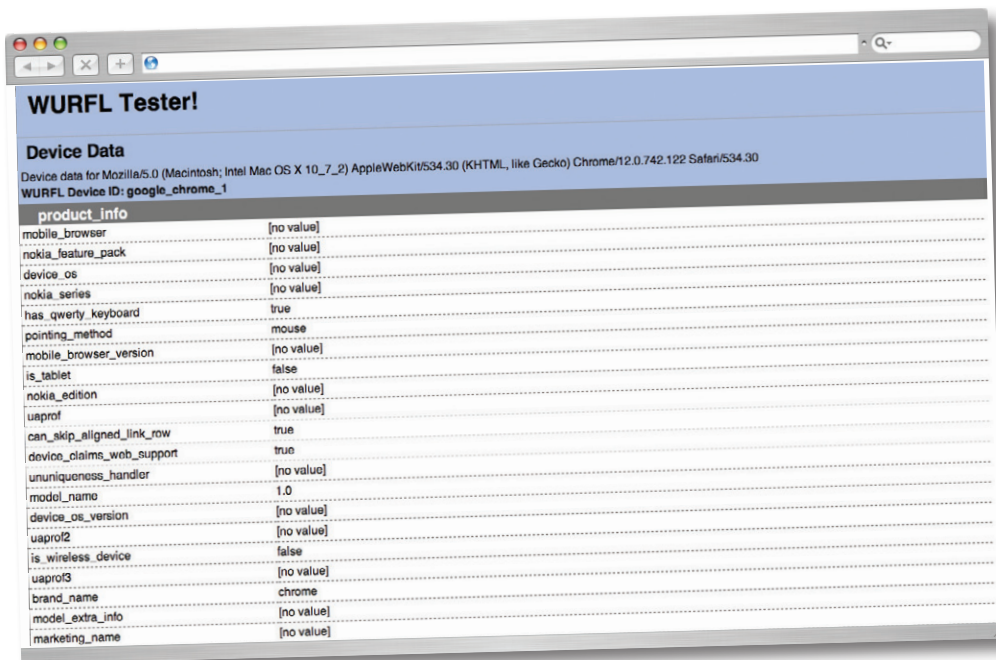 WURFL Tester!
Device Data
Device data for Mozilla/5.0 (Macintosh; Intel Mac OS X 10_7_2) AppleWebKit/534.30 (KHTML, like Gecko) Chrome/12.0.742.122 Safari/534.30
WURFL Device ID: google_chrome_1
product_info
mobile_browser [no value]
nokia_feature_pack [no value]
device_os [no value]
nokia_series [no value]
has_qwerty_keyboard true
pointing_method mouse
mobile_browser_version [no value]
is_tablet false
nokia_edition [no value]
uaprof [no value]
can_skip_aligned_link_row true
device_claims_web_support true
ununiqueness_handler [no value]
model_name 1.0
device_os_version [no value]
uaprof2 [no value]
is_wireless_device false
uaprof3 [no value]
brand_name chrome
model_extra_info [no value]
marketing_name [no value]